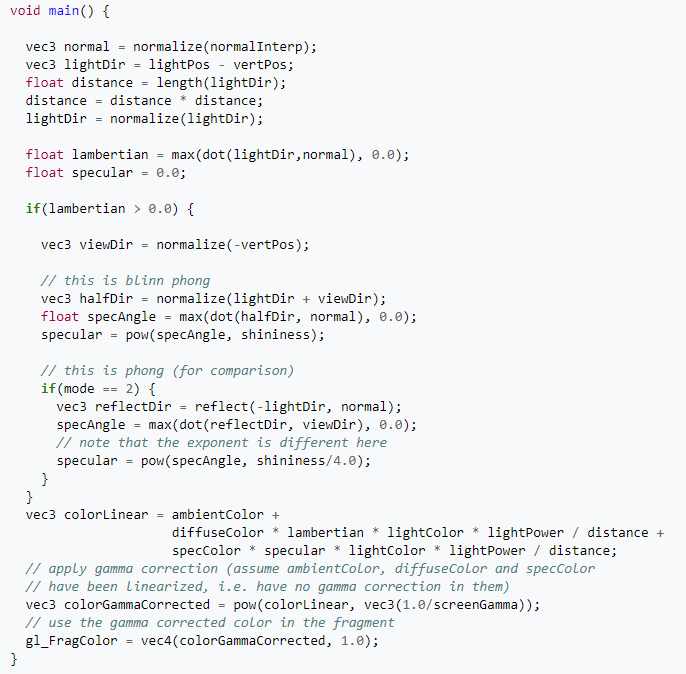 void main() {

  vec3 normal = normalize(normalInterp);
  vec3 lightDir = lightPos - vertPos;
  float distance = length(lightDir);
  distance = distance * distance;
  lightDir = normalize(lightDir);

  float lambertian = max(dot(lightDir,normal), 0.0);
  float specular = 0.0;

  if(lambertian > 0.0) {

    vec3 viewDir = normalize(-vertPos);

    // this is blinn phong
    vec3 halfDir = normalize(lightDir + viewDir);
    float specAngle = max(dot(halfDir, normal), 0.0);
    specular = pow(specAngle, shininess);

    // this is phong (for comparison)
    if(mode == 2) {
      vec3 reflectDir = reflect(-lightDir, normal);
      specAngle = max(dot(reflectDir, viewDir), 0.0);
      // note that the exponent is different here
      specular = pow(specAngle, shininess/4.0);
    }
  }
  vec3 colorLinear = ambientColor +
                     diffuseColor * lambertian * lightColor * lightPower / distance +
                     specColor * specular * lightColor * lightPower / distance;
  // apply gamma correction (assume ambientColor, diffuseColor and specColor
  // have been linearized, i.e. have no gamma correction in them)
  vec3 colorGammaCorrected = pow(colorLinear, vec3(1.0/screenGamma));
  // use the gamma corrected color in the fragment
  gl_FragColor = vec4(colorGammaCorrected, 1.0);
}